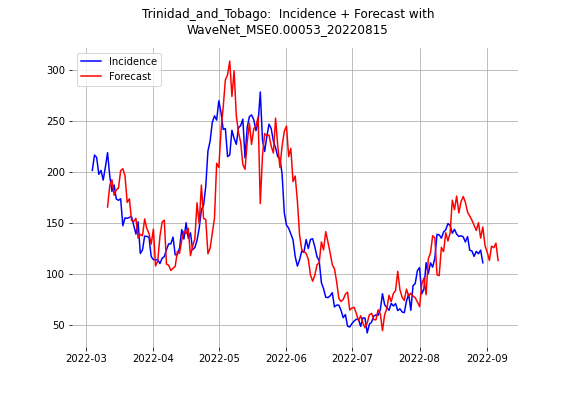 Trinidad_and_Tobago: Incidence + Forecast with
WaveNet_MSE0.00053_20220815
Incidence
Forecast
300
250
200
150
100
50
2022-03 2022-04 2022-05 2022-06 2022-07 2022-08 2022-09